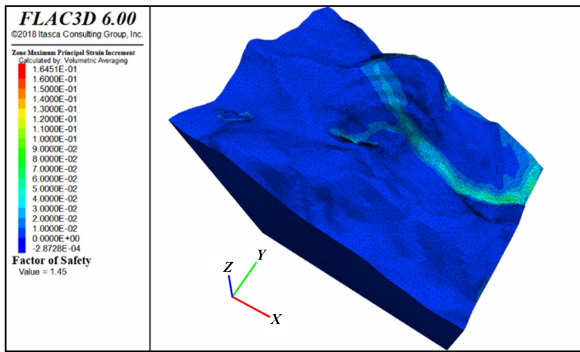 FLAC3D 6.00
©2018 Itasca Consulting Group, Inc.
Zone Maximum Principal Strain Increment
Calculated by: Volumetric Averaging
1.6451E-01
1.6000E-01
1.5000E-01
1.4000E-01
1.3000E-01
1.2000E-01
1.1000E-01
1.0000E-01
9.0000E-02
8.0000E-02
7.0000E-02
6.0000E-02
5.0000E-02
4.0000E-02
3.0000E-02
2.0000E-02
1.0000E-02
0.0000E+00
-2.8728E-04
Factor of Safety
Value = 1.45
Z
Y
X